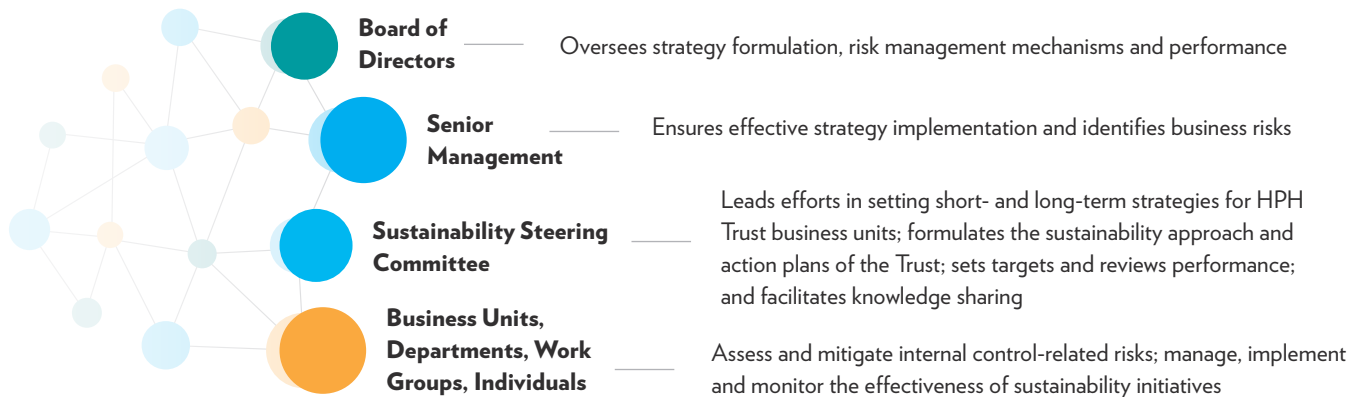 Board of
Directors
Oversees strategy formulation, risk management mechanisms and performance
Senior
Management
Ensures effective strategy implementation and identifies business risks
Sustainability Steering
Committee
Leads efforts in setting short- and long-term strategies for HPH
Trust business units; formulates the sustainability approach and
action plans of the Trust; sets targets and reviews performance;
and facilitates knowledge sharing
Business Units,
Departments, Work
Groups, Individuals
Assess and mitigate internal control-related risks; manage, implement
and monitor the effectiveness of sustainability initiatives